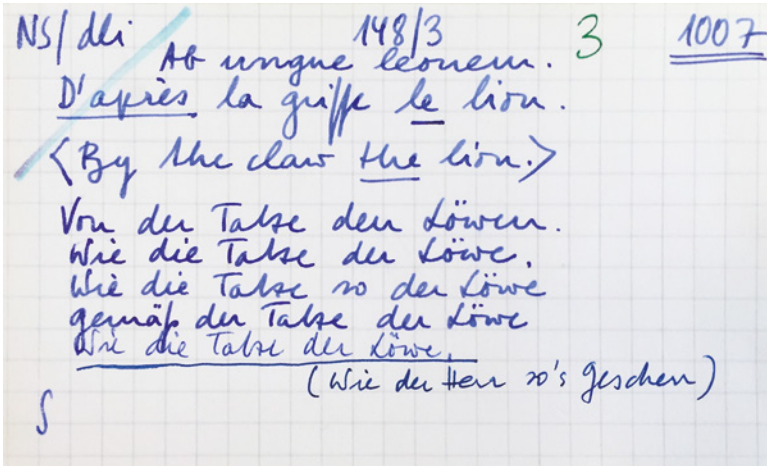 NS/dli 148/3 3 1007
Ab ungue leonem.
D'après la griffe le lion.
<By the claw the lion.>
Von der Tatze den Löwen.
Wie die Tatze der Löwe.
Wie die Tatze so der Löwe
gemäß der Tatze der Löwe
Wie die Tatze der Löwe.
(Wie der Herr so's Gescherr)
S